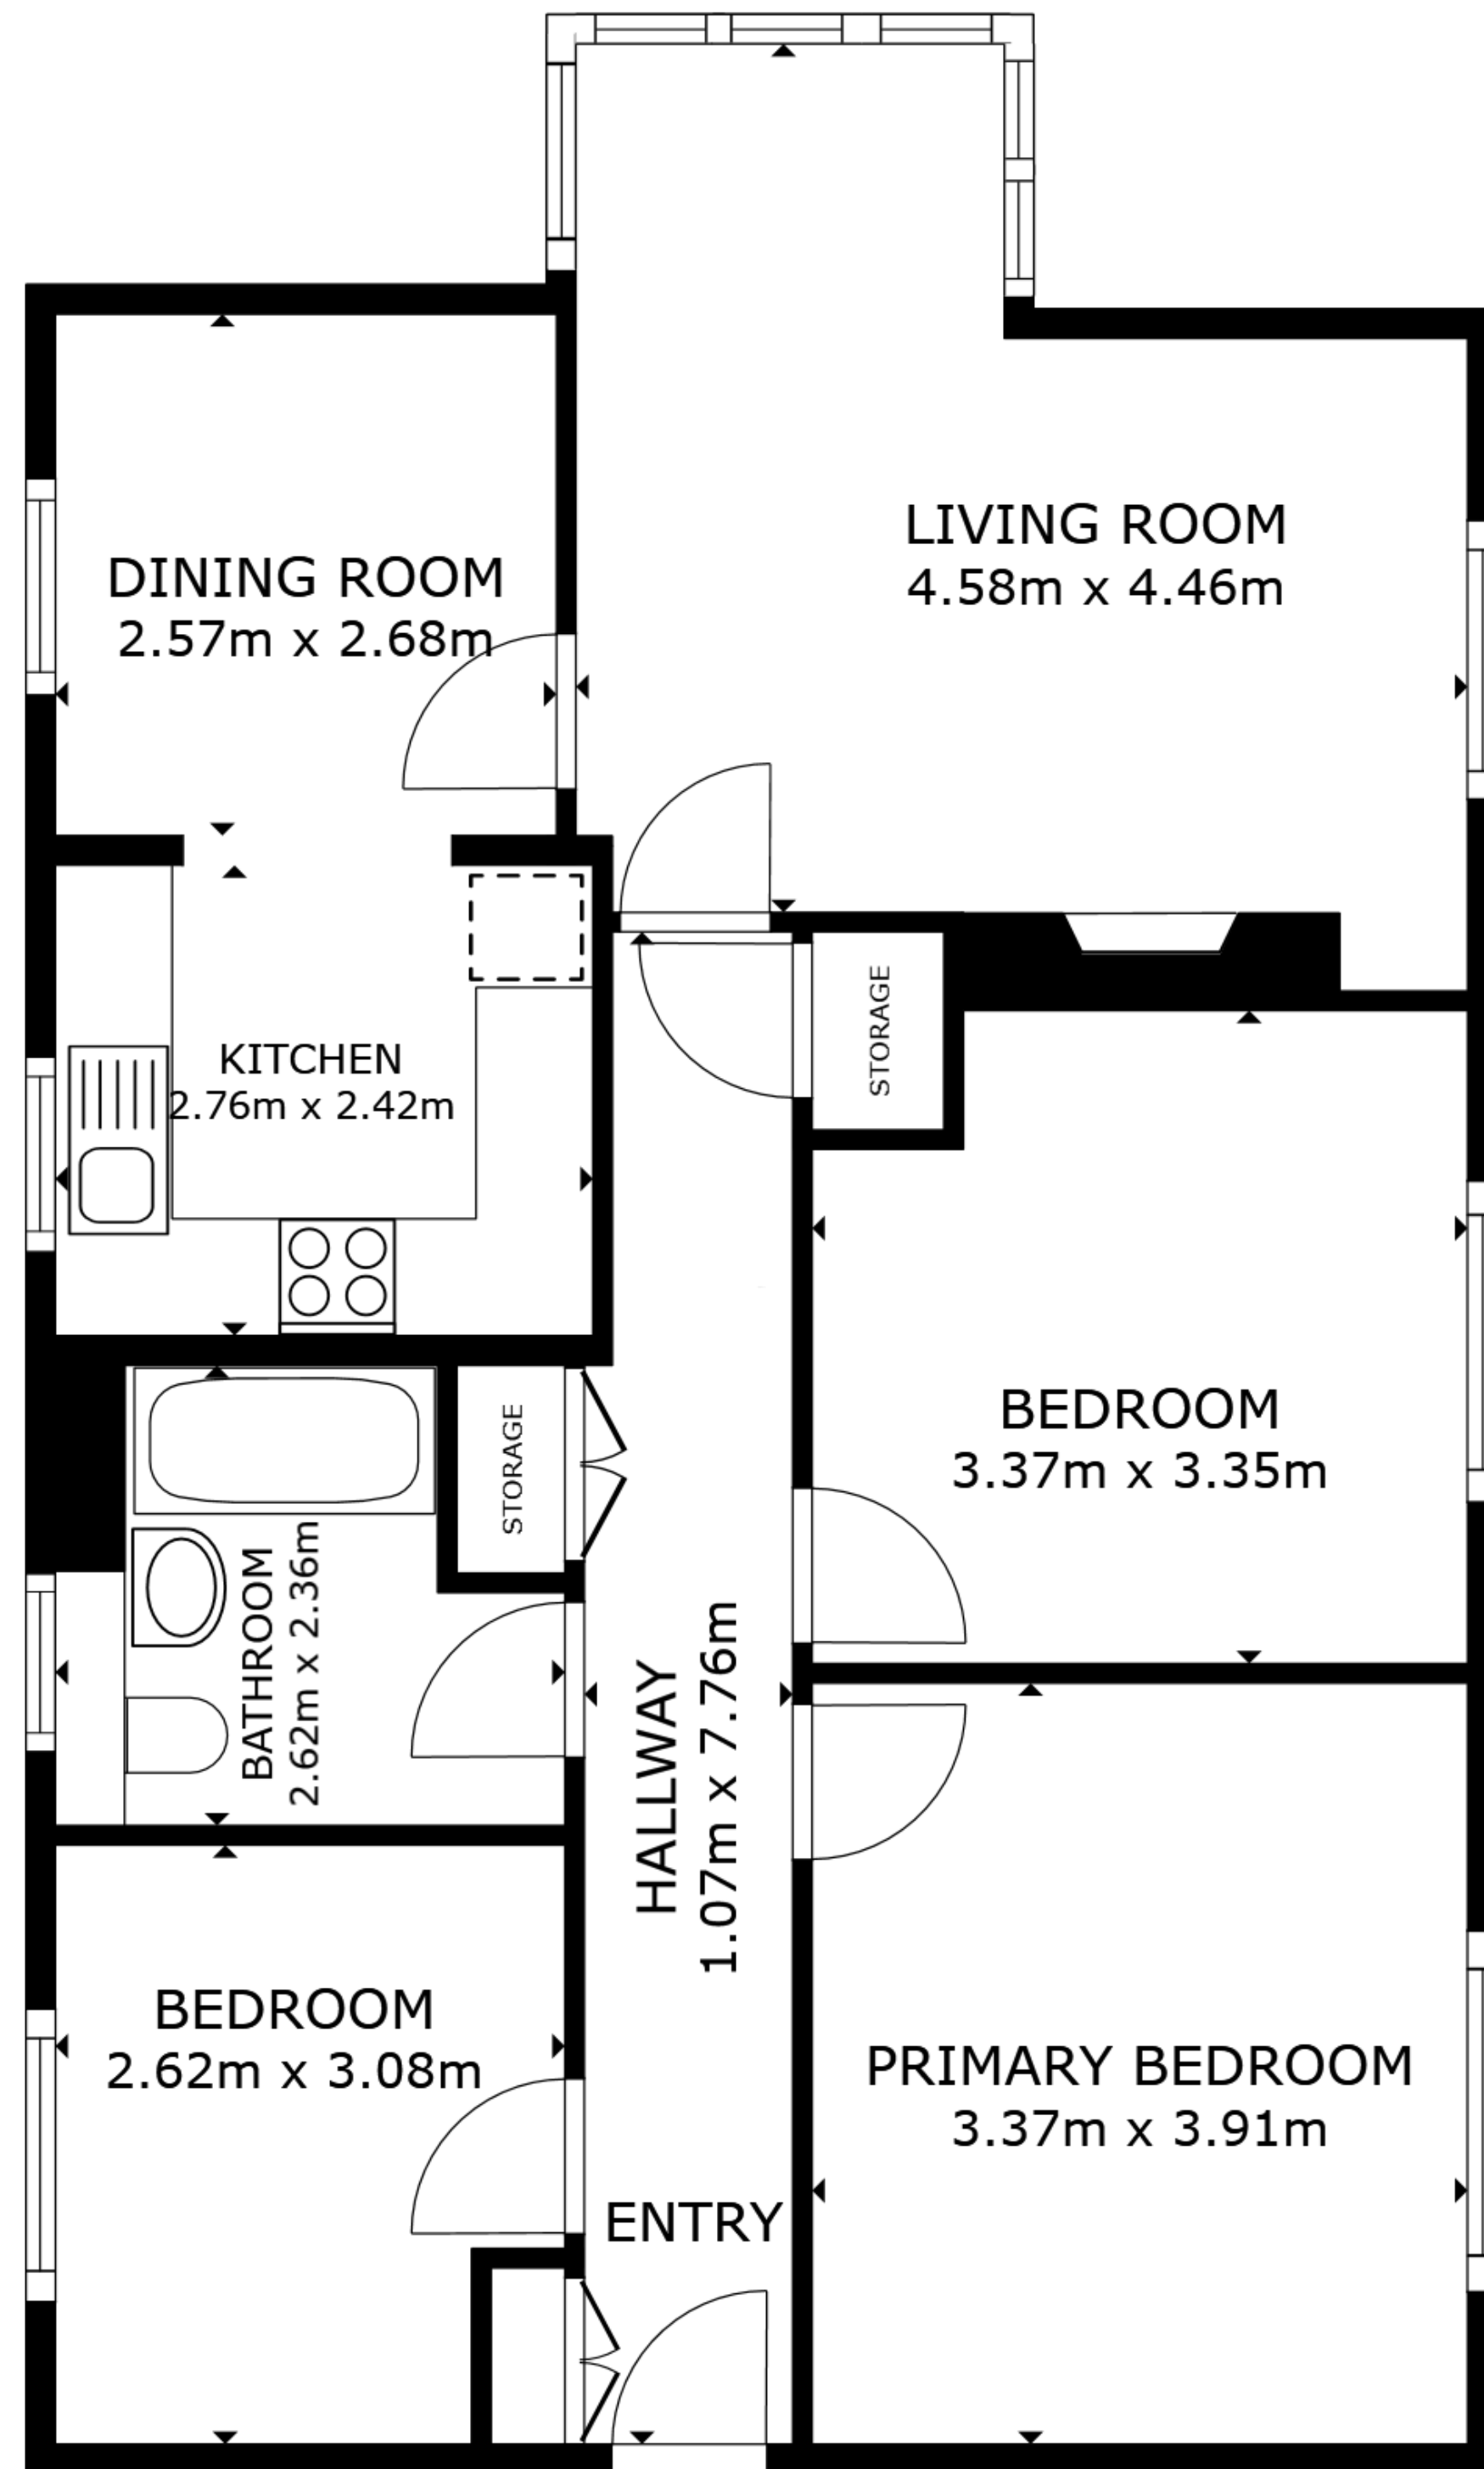 LIVING ROOM
4.58m x 4.46m
DINING ROOM
2.57m x 2.68m
STORAGE
KITCHEN
2.76m x 2.42m
BEDROOM
3.37m x 3.35m
STORAGE
BATHROOM
2.62m x 2.36m
HALLWAY
1.07m x 7.76m
BEDROOM
2.62m x 3.08m
PRIMARY BEDROOM
3.37m x 3.91m
ENTRY